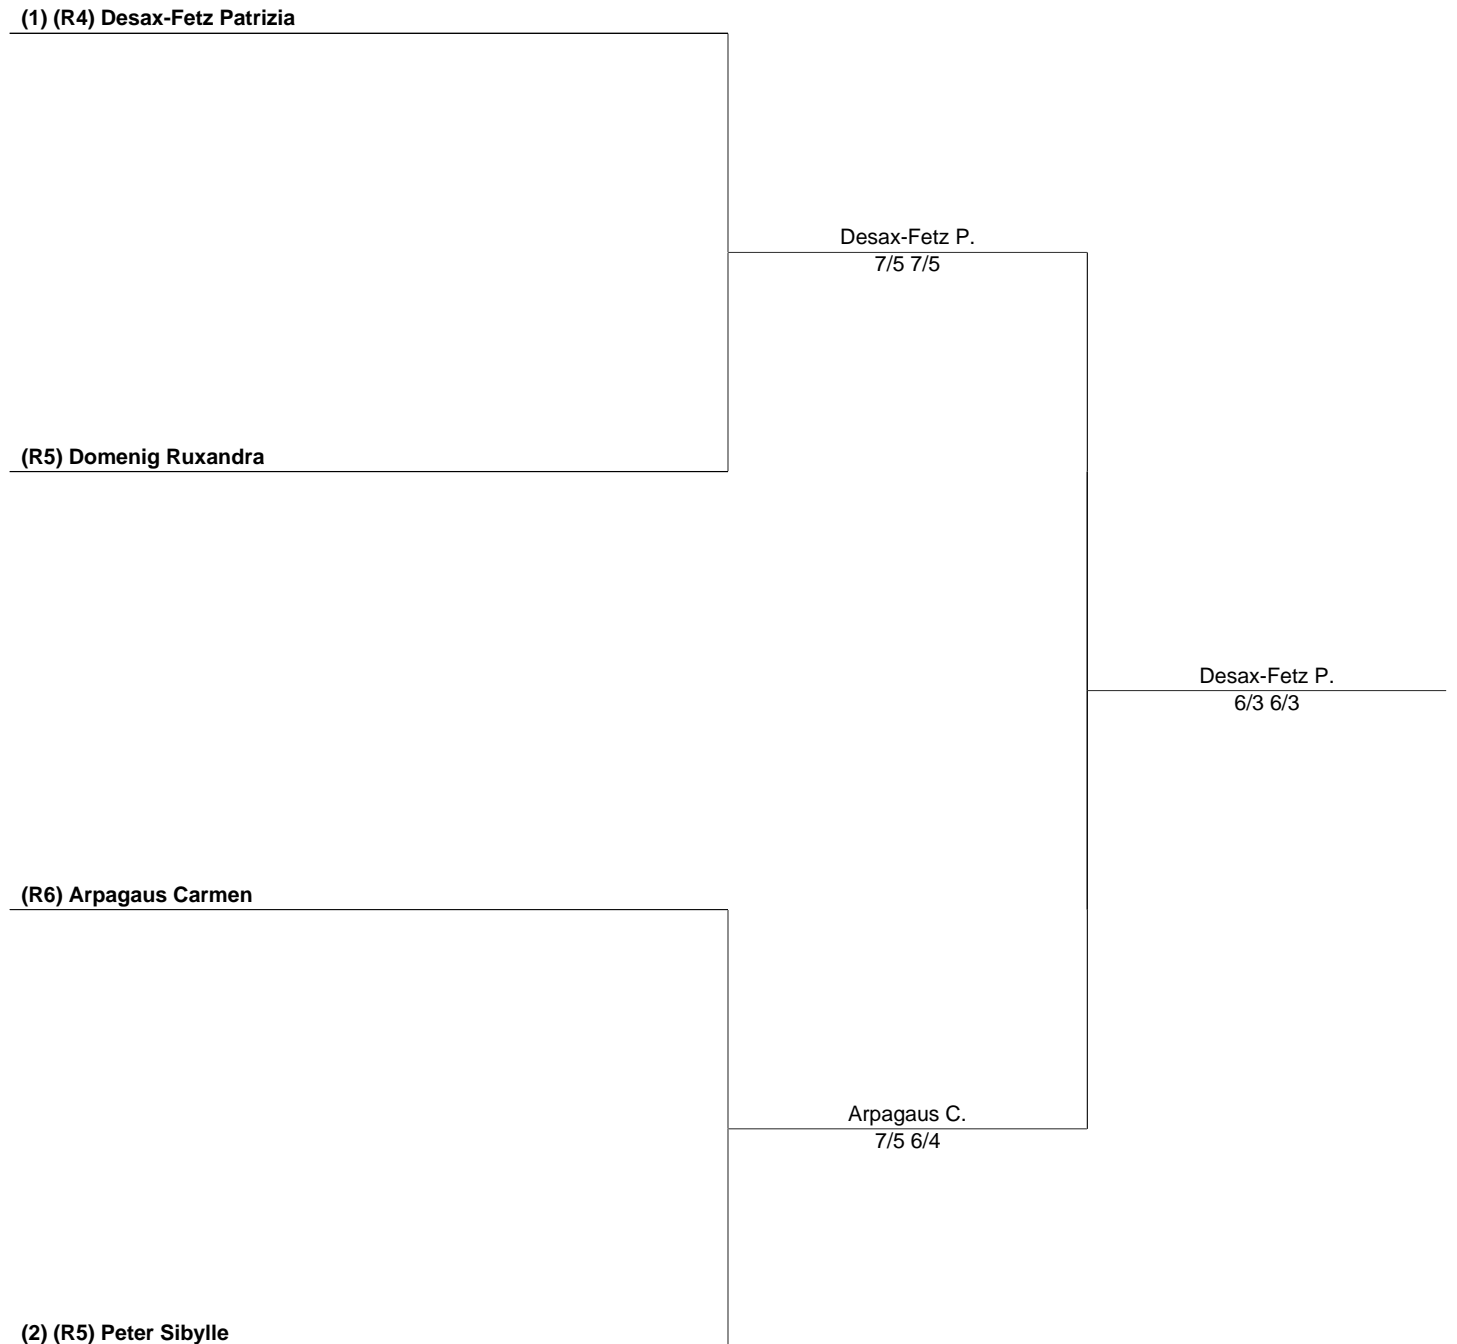 (1) (R4) Desax-Fetz Patrizia
Desax-Fetz P.
7/5 7/5
(R5) Domenig Ruxandra
Desax-Fetz P.
6/3 6/3
(R6) Arpagaus Carmen
Arpagaus C.
7/5 6/4
(2) (R5) Peter Sibylle